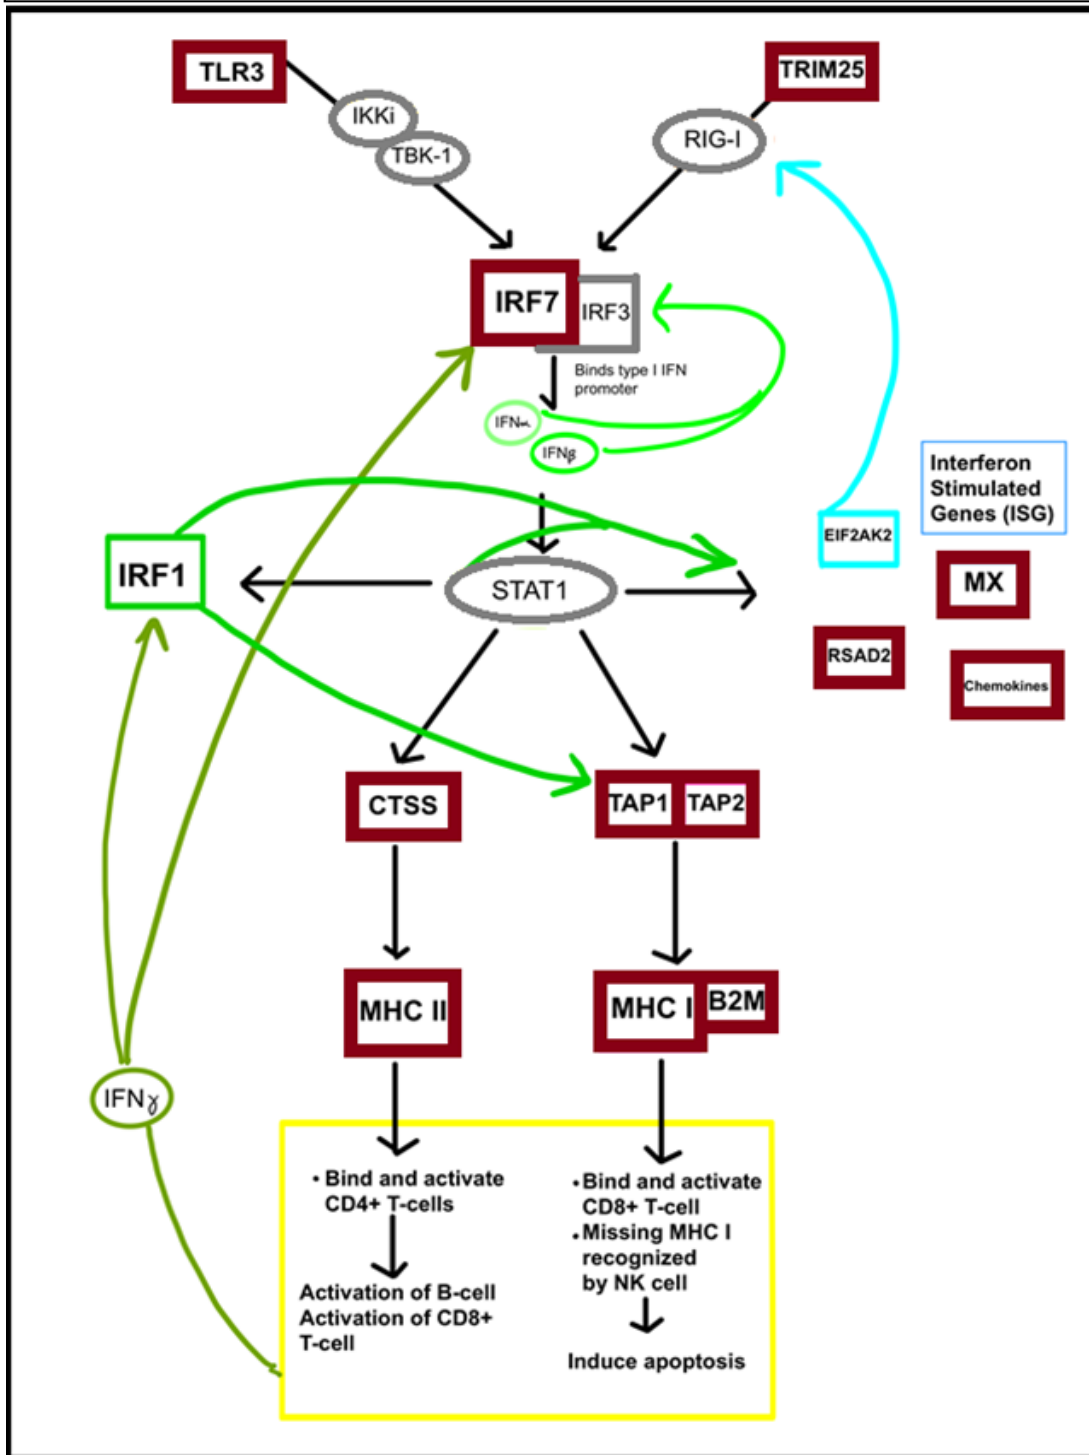 TLR3
TRIM25
IKKi
TBK-1
RIG-I
IRF7
IRF3
Binds type I IFN
promoter
IFNα
IFNβ
Interferon
Stimulated
Genes (ISG)
EIF2AK2
IRF1
STAT1
MX
RSAD2
Chemokines
CTSS
TAP1
TAP2
MHC II
MHC I
B2M
IFNɣ
• Bind and activate
CD4+ T-cells
Activation of B-cell
Activation of CD8+
T-cell
• Bind and activate
CD8+ T-cell
• Missing MHC I
recognized
by NK cell
Induce apoptosis